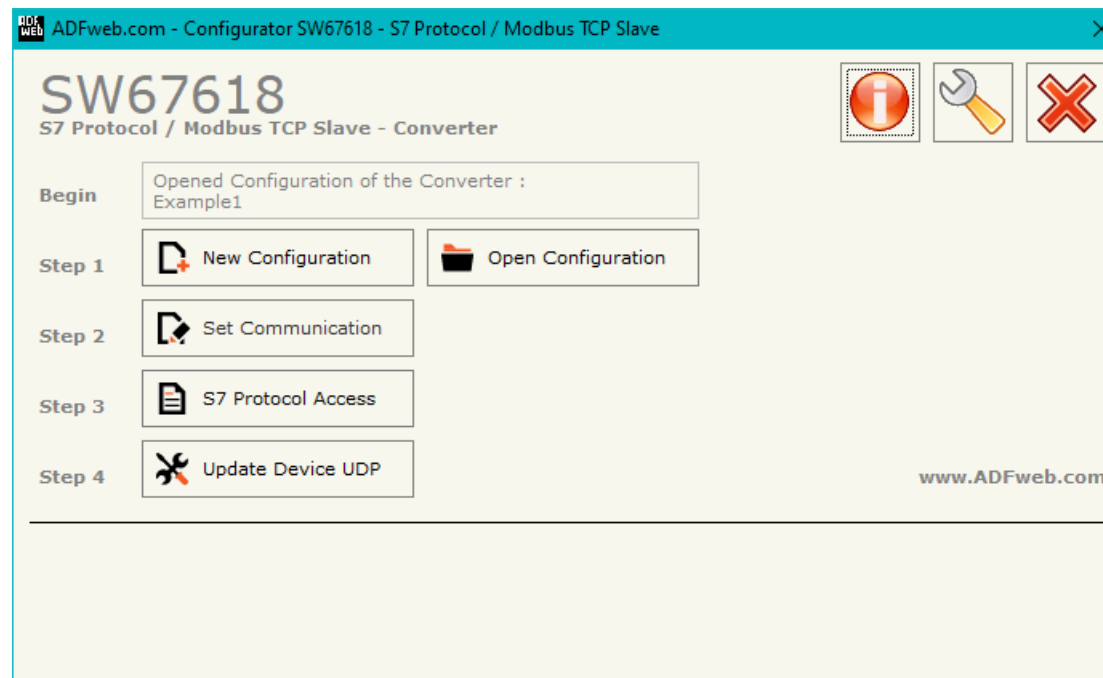 ADF web ADFweb.com - Configurator SW67618 - S7 Protocol / Modbus TCP Slave
SW67618
S7 Protocol / Modbus TCP Slave - Converter
Begin
Opened Configuration of the Converter :
Example1
Step 1
New Configuration
Open Configuration
Step 2
Set Communication
Step 3
S7 Protocol Access
Step 4
Update Device UDP
www.ADFweb.com